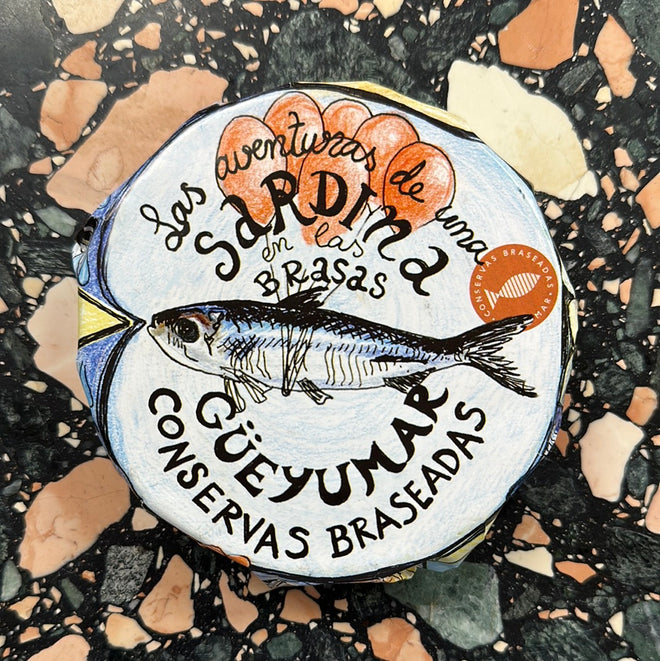 Las aventuras de una
SaRDINa
en las
BRasas
GÜEYUMAR
CONSERVAS BRASEADAS
CONSERVAS BRASEADAS MAR.